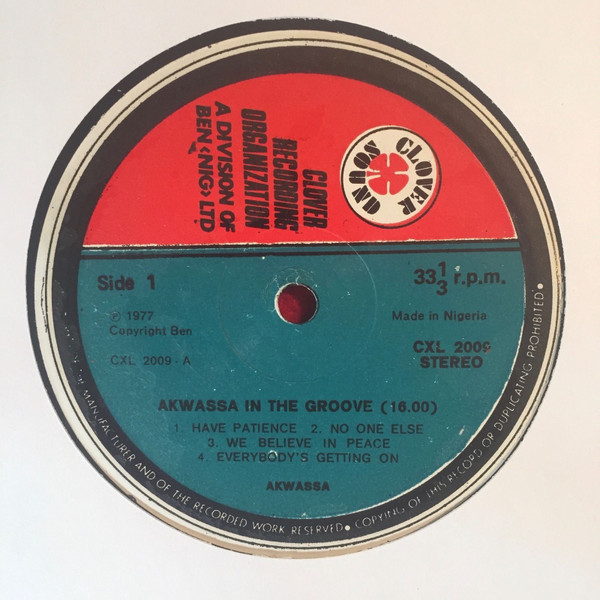 CLOVER
RECORDING
ORGANIZATION
A DIVISION OF
BEN (NIG) LTD
CLOVER
SOUND
Side 1
33 1/3 r.p.m.
℗ 1977
Copyright Ben
Made in Nigeria
CXL 2009 - A
CXL 2009
STEREO
AKWASSA IN THE GROOVE (16.00)
1. HAVE PATIENCE 2. NO ONE ELSE
3. WE BELIEVE IN PEACE
4. EVERYBODY'S GETTING ON
AKWASSA
MANUFACTURER AND OF THE RECORDED WORK RESERVED● COPYING OF THIS RECORD OR DUPLICATING PROHIBITED●